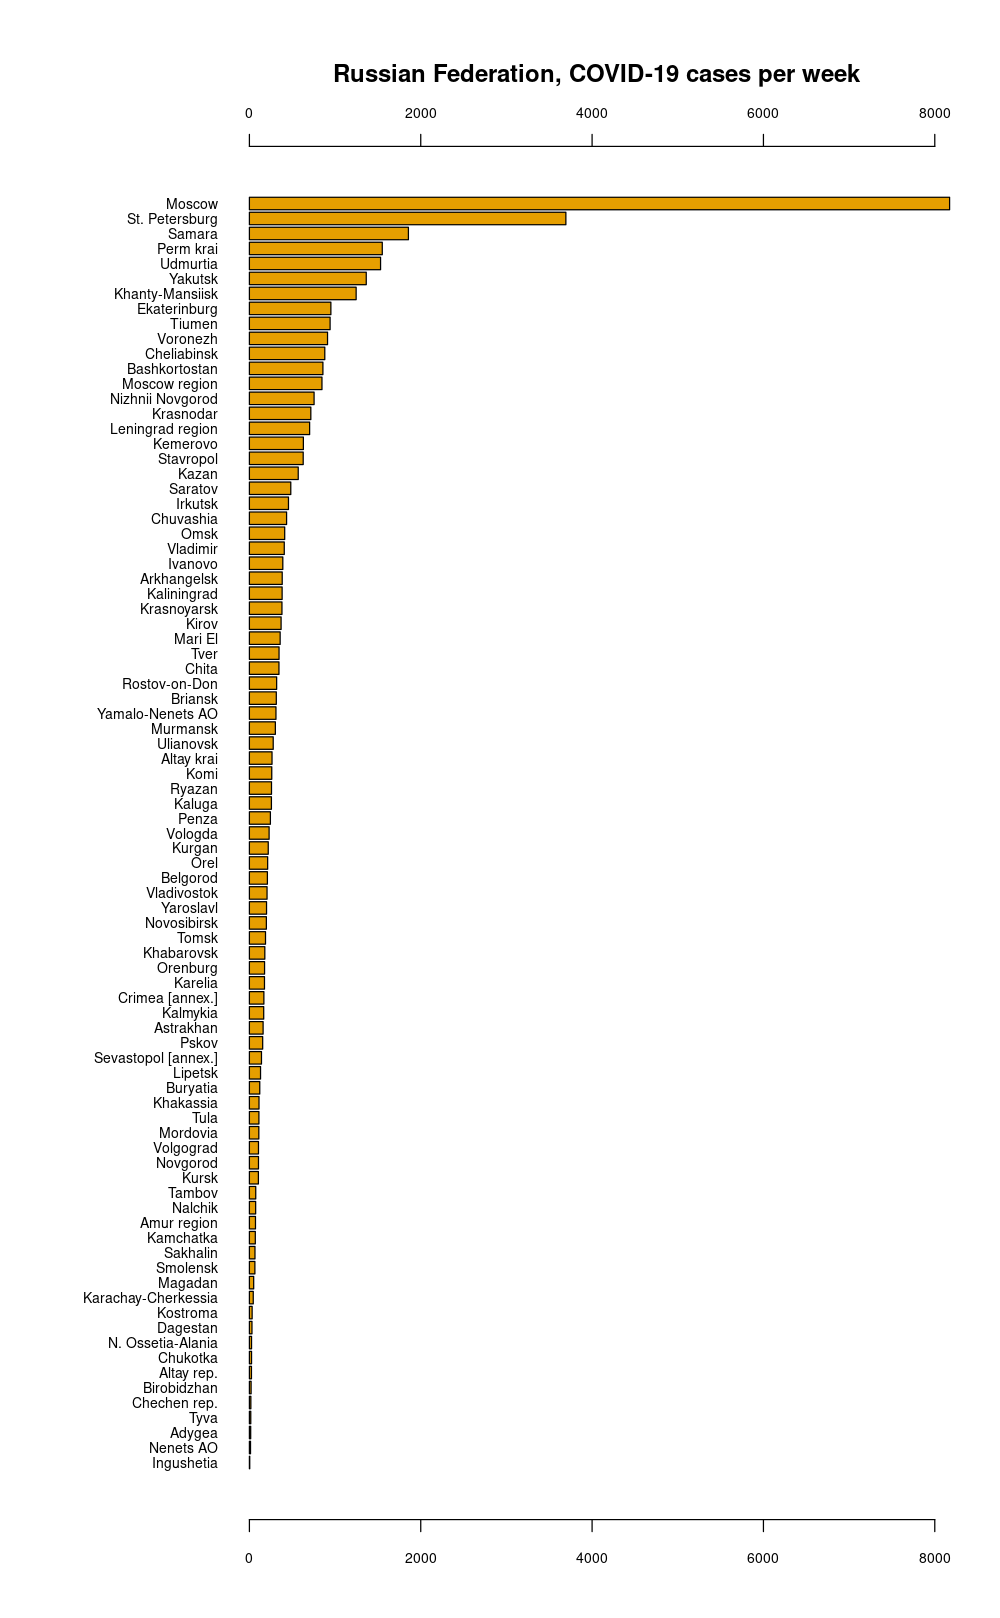 Russian Federation, COVID-19 cases per week
0 2000 4000 6000 8000
Moscow
St. Petersburg
Samara
Perm krai
Udmurtia
Yakutsk
Khanty-Mansiisk
Ekaterinburg
Tiumen
Voronezh
Cheliabinsk
Bashkortostan
Moscow region
Nizhnii Novgorod
Krasnodar
Leningrad region
Kemerovo
Stavropol
Kazan
Saratov
Irkutsk
Chuvashia
Omsk
Vladimir
Ivanovo
Arkhangelsk
Kaliningrad
Krasnoyarsk
Kirov
Mari El
Tver
Chita
Rostov-on-Don
Briansk
Yamalo-Nenets AO
Murmansk
Ulianovsk
Altay krai
Komi
Ryazan
Kaluga
Penza
Vologda
Kurgan
Orel
Belgorod
Vladivostok
Yaroslavl
Novosibirsk
Tomsk
Khabarovsk
Orenburg
Karelia
Crimea [annex.]
Kalmykia
Astrakhan
Pskov
Sevastopol [annex.]
Lipetsk
Buryatia
Khakassia
Tula
Mordovia
Volgograd
Novgorod
Kursk
Tambov
Nalchik
Amur region
Kamchatka
Sakhalin
Smolensk
Magadan
Karachay-Cherkessia
Kostroma
Dagestan
N. Ossetia-Alania
Chukotka
Altay rep.
Birobidzhan
Chechen rep.
Tyva
Adygea
Nenets AO
Ingushetia
0 2000 4000 6000 8000